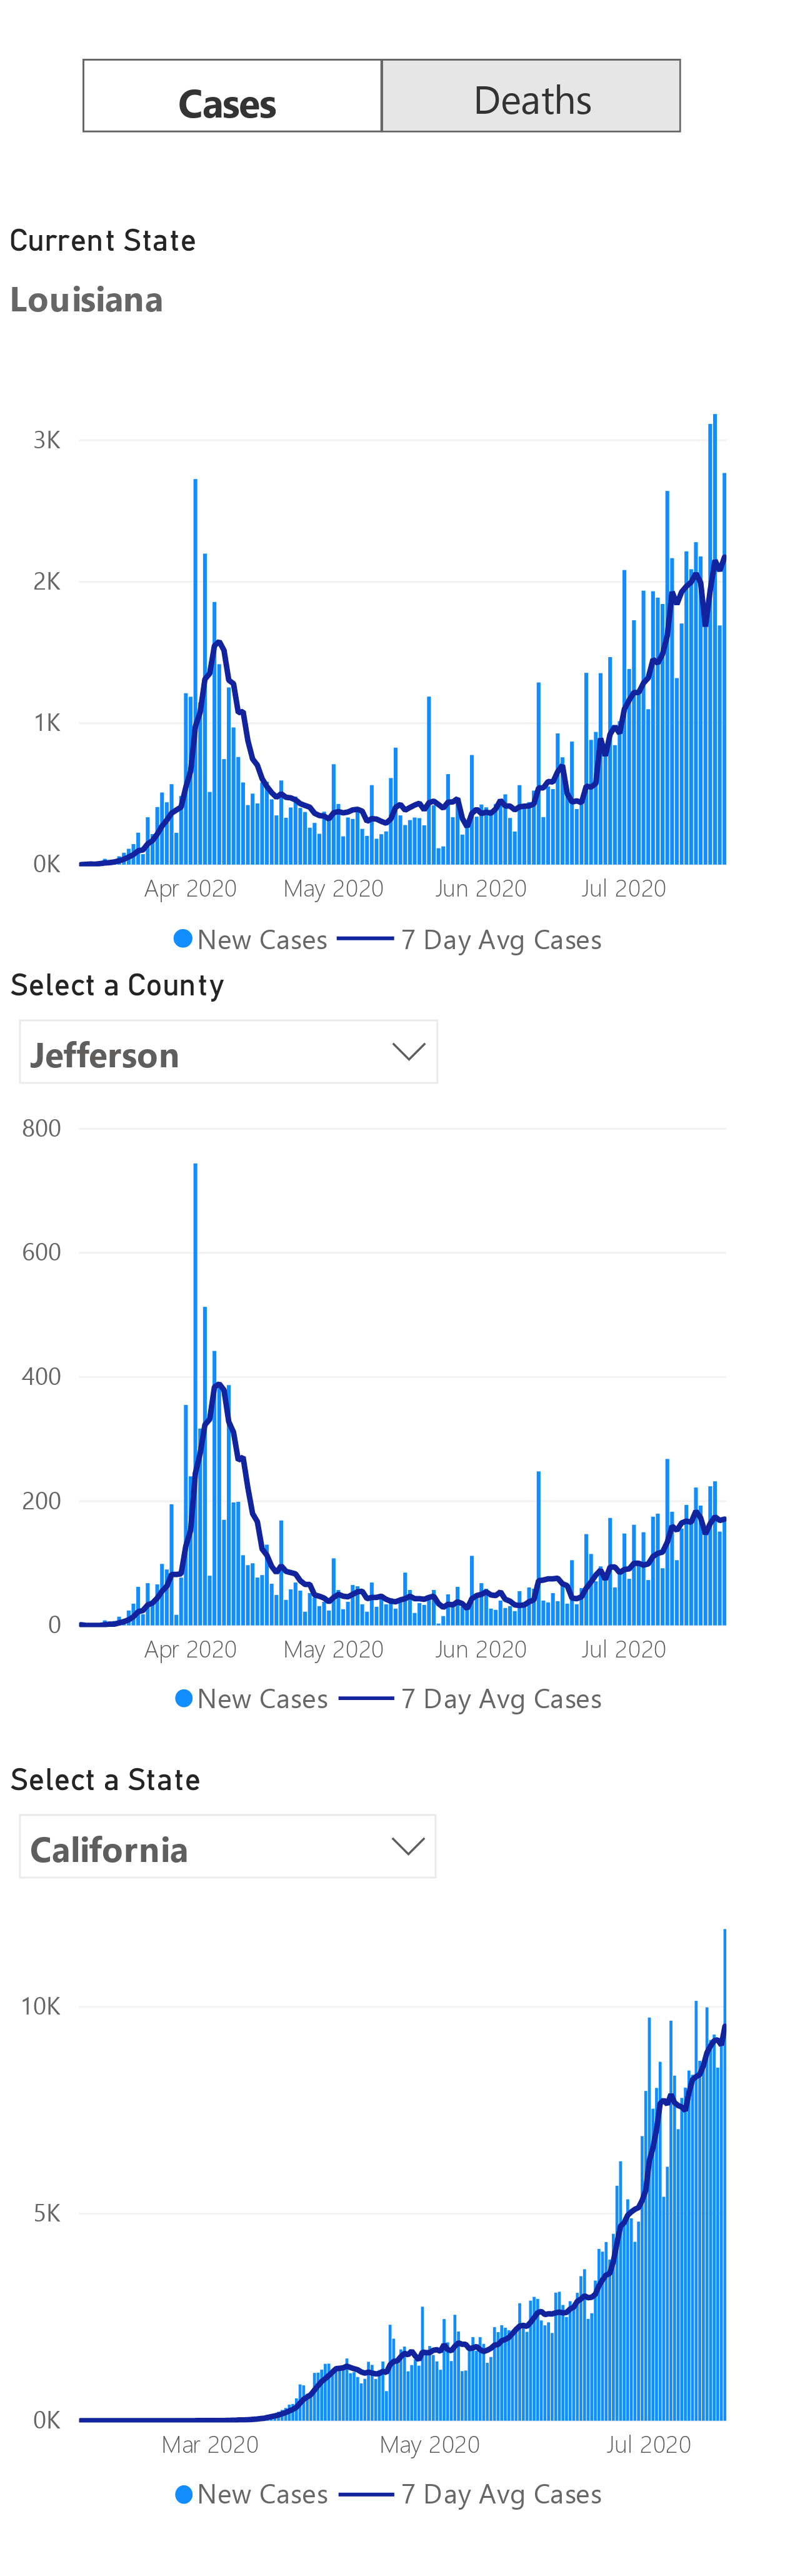 Cases Deaths
Current State
Louisiana
3K
2K
1K
0K
Apr 2020 May 2020 Jun 2020 Jul 2020
New Cases 7 Day Avg Cases
Select a County
Jefferson
800
600
400
200
0
Apr 2020 May 2020 Jun 2020 Jul 2020
New Cases 7 Day Avg Cases
Select a State
California
10K
5K
0K
Mar 2020 May 2020 Jul 2020
New Cases 7 Day Avg Cases